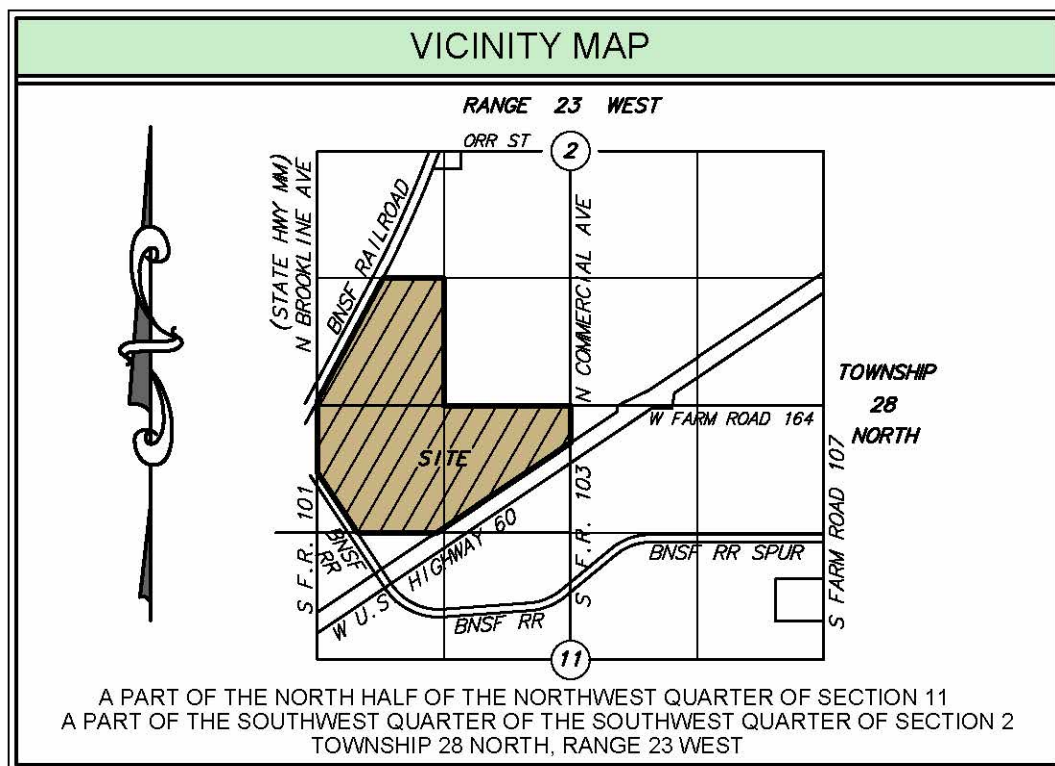 VICINITY MAP
RANGE 23 WEST
ORR ST
2
(STATE HWY MM)
N BROOKLINE AVE
BNSF RAILROAD
N COMMERCIAL AVE
TOWNSHIP
28
NORTH
W FARM ROAD 164
SITE
S F.R. 101
BNSF
RR
W U.S HIGHWAY 60
S F.R. 103
BNSF RR SPUR
BNSF RR
S FARM ROAD 107
11
A PART OF THE NORTH HALF OF THE NORTHWEST QUARTER OF SECTION 11
A PART OF THE SOUTHWEST QUARTER OF THE SOUTHWEST QUARTER OF SECTION 2
TOWNSHIP 28 NORTH, RANGE 23 WEST